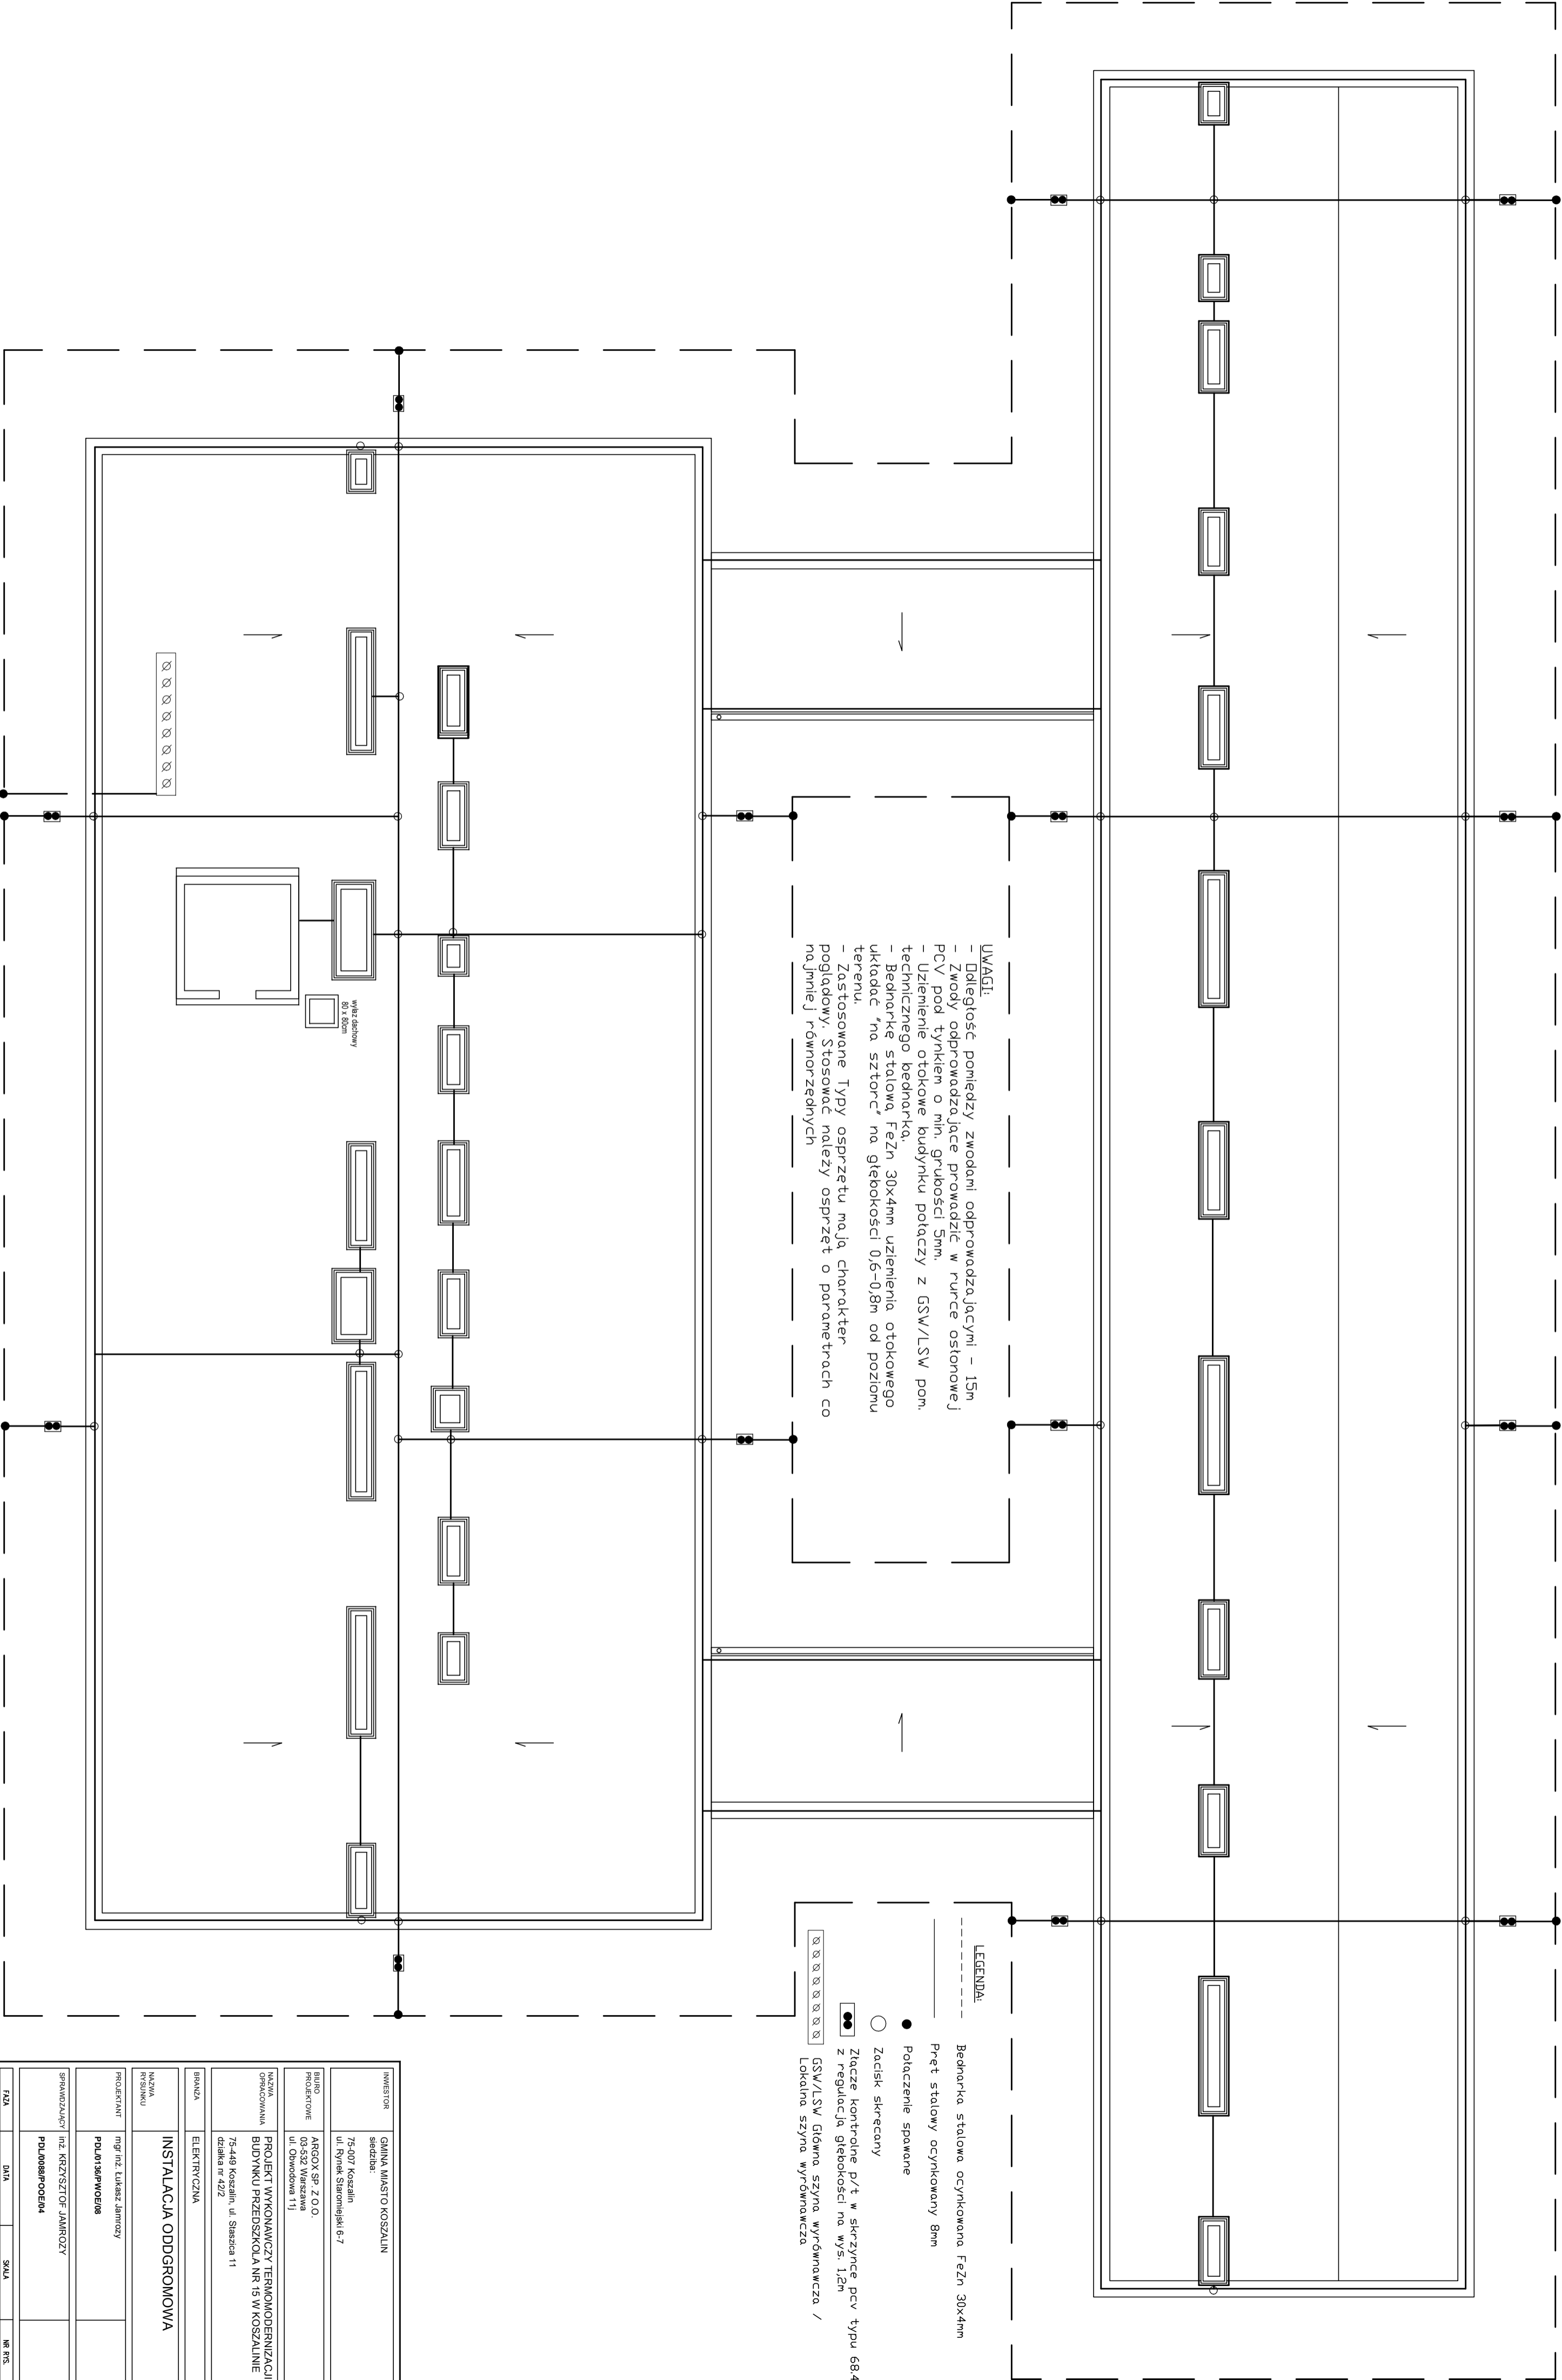 UWAGI:
- Odległość pomiędzy zwodami odprowadzającymi - 15m
- Zwody odprowadzające prowadzić w rurce osłonowej
PCV pod tynkiem o min. grubości 5mm.
- Uziemienie otokowe budynku połączy z GSW/LSW pom.
technicznego bednarką.
- Bednarkę stalową FeZn 30x4mm uziemienia otokowego
układać "na sztorc" na głębokości 0,6-0,8m od poziomu
terenu.
- Zastosowane Typy osprzętu mają charakter
poglądowy. Stosować należy osprzęt o parametrach co
najmniej równorzędnych
wyłaz dachowy
80 x 80cm
LEGENDA:
Bednarka stalowa ocynkowana FeZn 30x4mm
Pręt stalowy ocynkowany 8mm
Połaczenie spawane
Zacisk skręcany
Złącze kontrolne p/t w skrzynce pcv typu 68.4
z regulacją głębokości na wys. 1,2m
GSW/LSW Główna szyna wyrównawcza /
Lokalna szyna wyrównawcza
INWESTOR
GMINA MIASTO KOSZALIN
siedziba:
75-007 Koszalin
ul. Rynek Staromiejski 6-7
BIURO
PROJEKTOWE
ARGOX SP. Z O.O.
03-532 Warszawa
ul. Obwodowa 11j
NAZWA
OPRACOWANIA
PROJEKT WYKONAWCZY TERMOMODERNIZACJI
BUDYNKU PRZEDSZKOLA NR 15 W KOSZALINIE
75-449 Koszalin, ul. Staszica 11
działka nr 42/2
BRANŻA
ELEKTRYCZNA
NAZWA
RYSUNKU
INSTALACJA ODGROMOWA
PROJEKTANT
mgr inż. Łukasz Jamrozy
PDL/0136/PWOE/08
SPRAWDZAJĄCY
inż. KRZYSZTOF JAMROZY
PDL/0088/POOE/04
FAZA
DATA
SKALA
NR RYS.